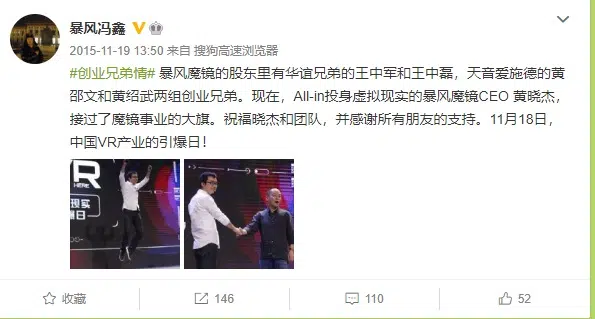 暴风冯鑫
2015-11-19 13:50 来自 搜狗高速浏览器
#创业兄弟情# 暴风魔镜的股东里有华谊兄弟的王中军和王中磊，天音爱施德的黄
邵文和黄绍武两组创业兄弟。现在，All-in投身虚拟现实的暴风魔镜CEO 黄晓杰，
接过了魔镜事业的大旗。祝福晓杰和团队，并感谢所有朋友的支持。11月18日，
中国VR产业的引爆日！
VR
HERE
现实
爆日
收藏
146
110
52